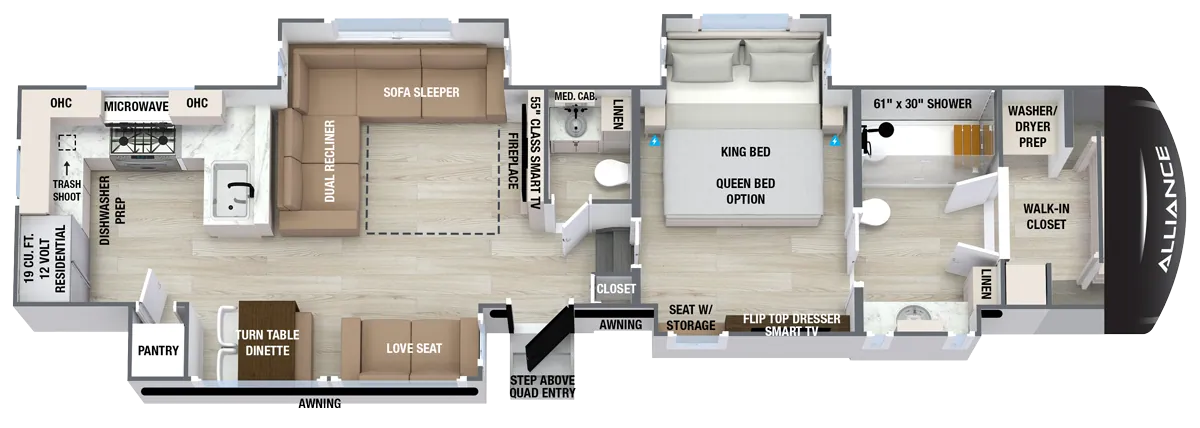 OHC
MICROWAVE
OHC
TRASH
SHOOT
DISHWASHER
PREP
19 CU. FT.
12 VOLT
RESIDENTIAL
PANTRY
SOFA SLEEPER
DUAL RECLINER
TURN TABLE
DINETTE
LOVE SEAT
AWNING
55" CLASS SMART TV
FIREPLACE
MED. CAB.
LINEN
CLOSET
AWNING
STEP ABOVE
QUAD ENTRY
KING BED
QUEEN BED
OPTION
SEAT W/
STORAGE
FLIP TOP DRESSER
SMART TV
61" x 30" SHOWER
LINEN
WASHER/
DRYER
PREP
WALK-IN
CLOSET
ALLIANCE